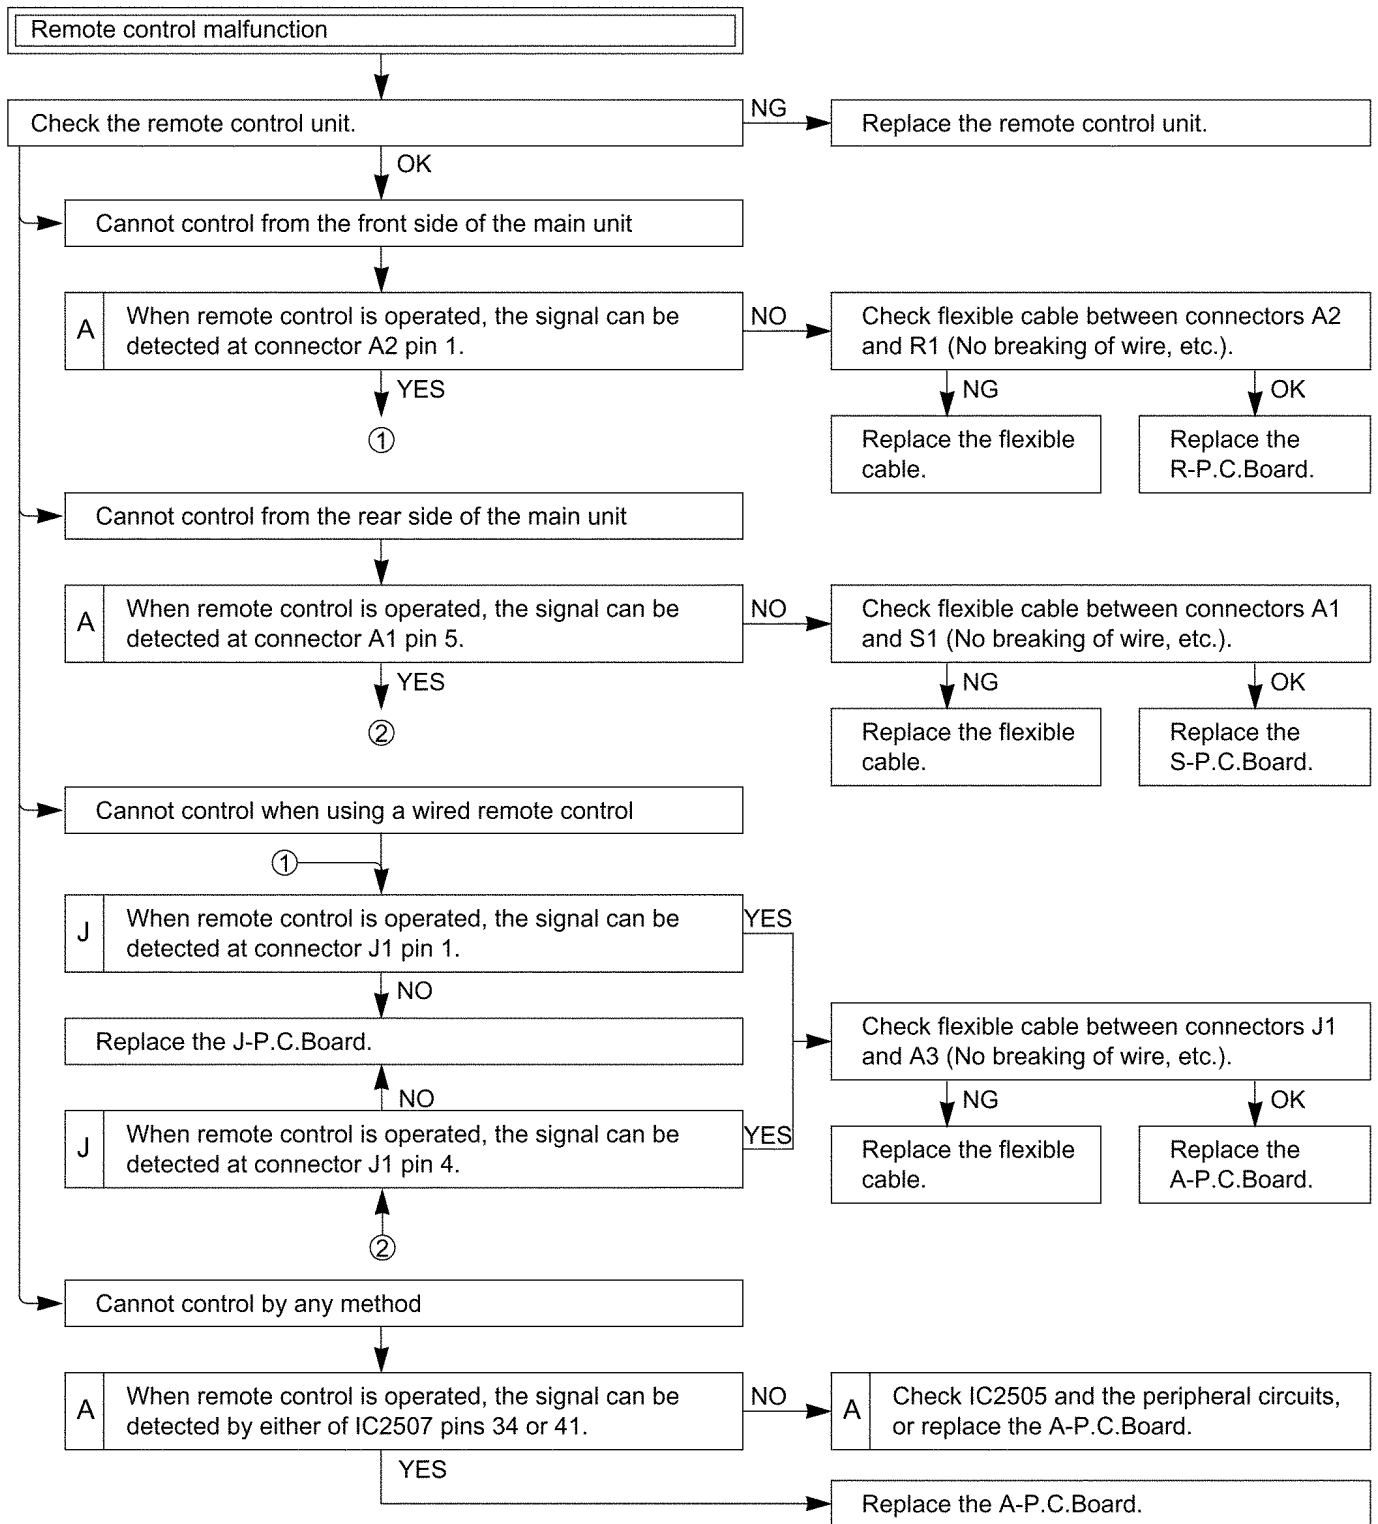 Remote control malfunction
Check the remote control unit.
NG
Replace the remote control unit.
OK
Cannot control from the front side of the main unit
A
When remote control is operated, the signal can be
detected at connector A2 pin 1.
NO
Check flexible cable between connectors A2
and R1 (No breaking of wire, etc.).
YES
①
NG
OK
Replace the flexible
cable.
Replace the
R-P.C.Board.
Cannot control from the rear side of the main unit
A
When remote control is operated, the signal can be
detected at connector A1 pin 5.
NO
Check flexible cable between connectors A1
and S1 (No breaking of wire, etc.).
YES
②
NG
OK
Replace the flexible
cable.
Replace the
S-P.C.Board.
Cannot control when using a wired remote control
①
J
When remote control is operated, the signal can be
detected at connector J1 pin 1.
YES
NO
Replace the J-P.C.Board.
Check flexible cable between connectors J1
and A3 (No breaking of wire, etc.).
NO
J
When remote control is operated, the signal can be
detected at connector J1 pin 4.
YES
NG
OK
Replace the flexible
cable.
Replace the
A-P.C.Board.
②
Cannot control by any method
A
When remote control is operated, the signal can be
detected by either of IC2507 pins 34 or 41.
NO
A
Check IC2505 and the peripheral circuits,
or replace the A-P.C.Board.
YES
Replace the A-P.C.Board.